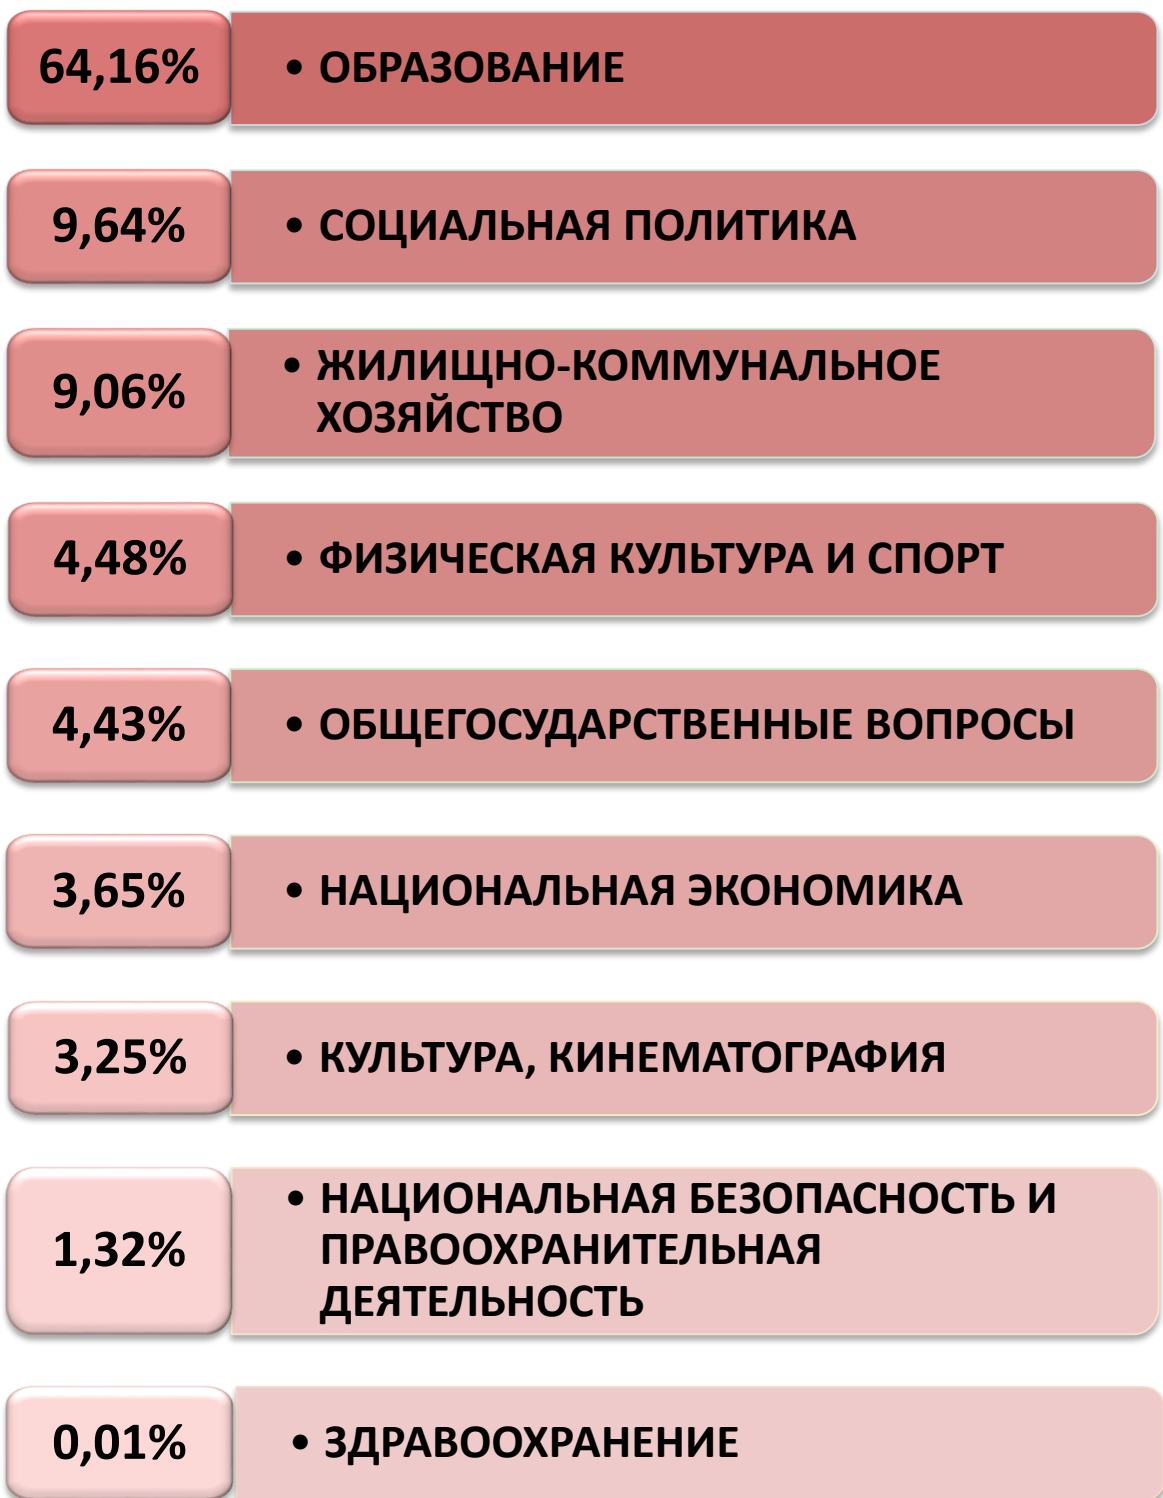 64,16% • ОБРАЗОВАНИЕ
9,64% • СОЦИАЛЬНАЯ ПОЛИТИКА
9,06% • ЖИЛИЩНО-КОММУНАЛЬНОЕ
ХОЗЯЙСТВО
4,48% • ФИЗИЧЕСКАЯ КУЛЬТУРА И СПОРТ
4,43% • ОБЩЕГОСУДАРСТВЕННЫЕ ВОПРОСЫ
3,65% • НАЦИОНАЛЬНАЯ ЭКОНОМИКА
3,25% • КУЛЬТУРА, КИНЕМАТОГРАФИЯ
1,32% • НАЦИОНАЛЬНАЯ БЕЗОПАСНОСТЬ И
ПРАВООХРАНИТЕЛЬНАЯ
ДЕЯТЕЛЬНОСТЬ
0,01% • ЗДРАВООХРАНЕНИЕ